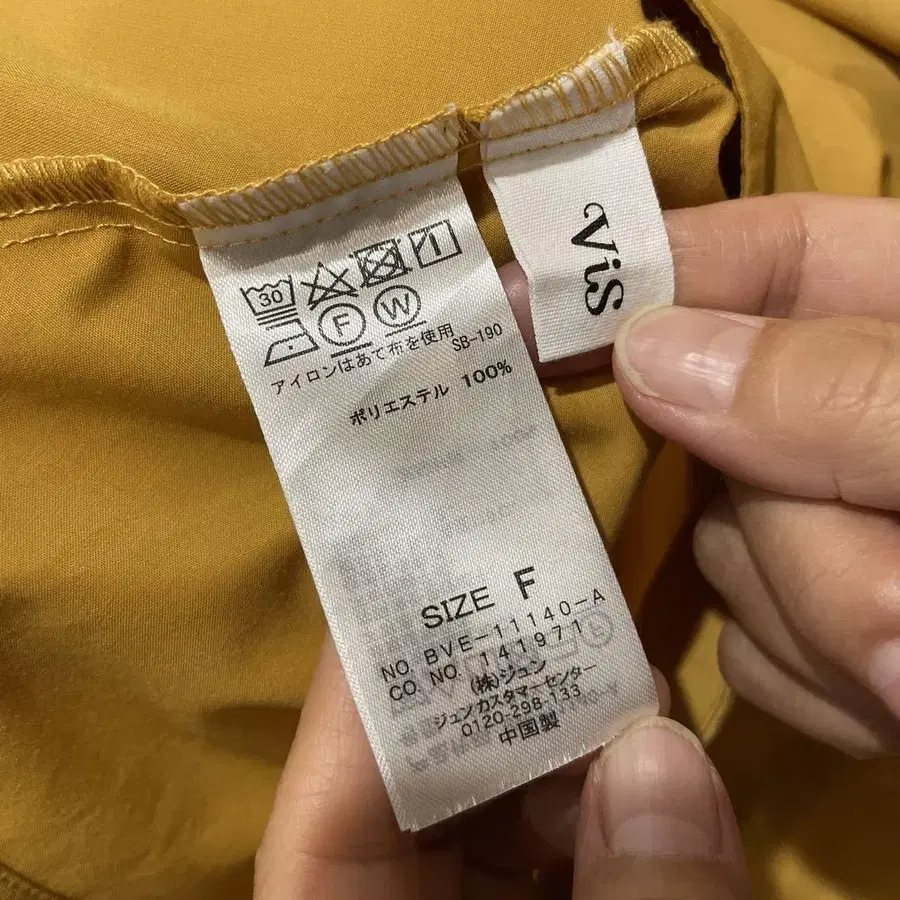 30
F
W
アイロンはあて布を使用
SB-190
ポリエステル 100%
SIZE F
NO. BVE-11140-A
CO. NO. 141971
(株)ジュン
ジュンカスタマーセンター
0120-298-133
中国製
ViS